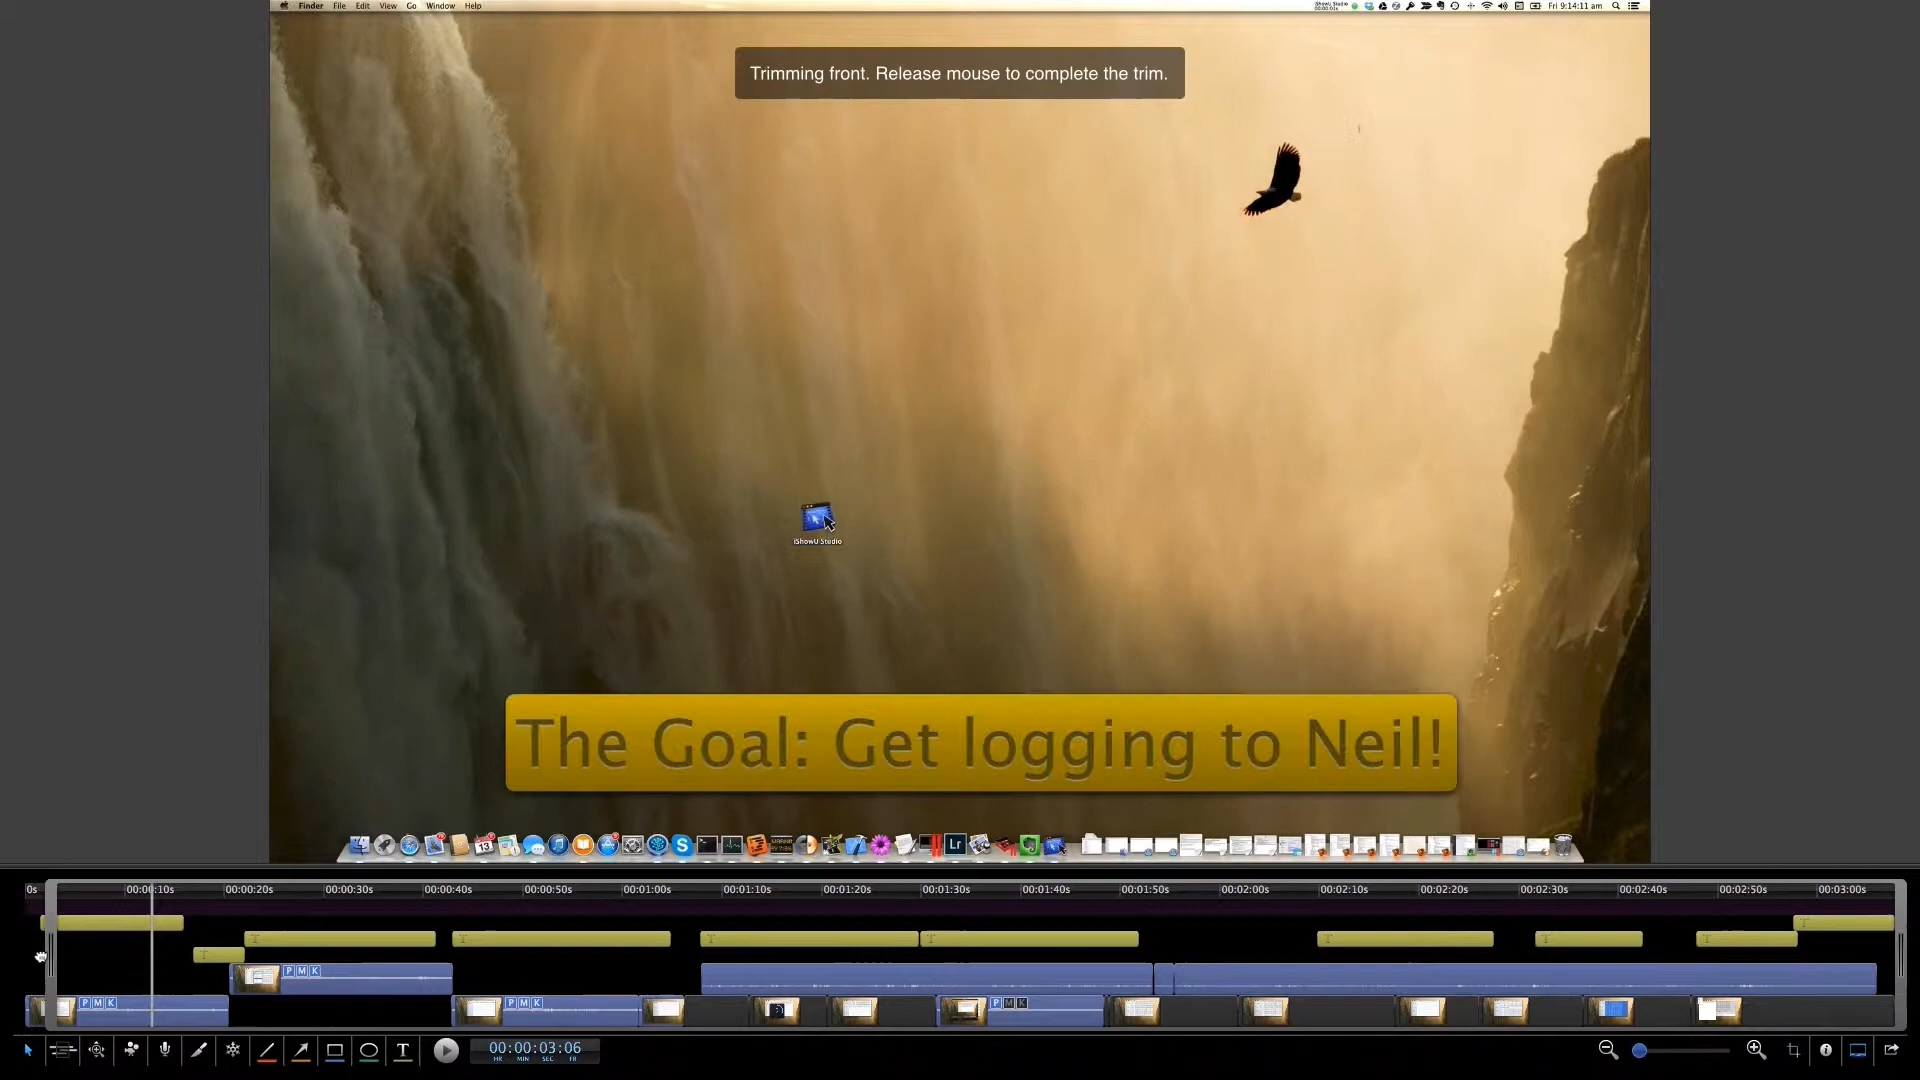 Finder File Edit View Go Window Help
iShowU Studio
Fri 9:14:11 am
Trimming front. Release mouse to complete the trim.
iShowU Studio
The Goal: Get logging to Neil!
13
Lr
0s 00:00:10s 00:00:20s 00:00:30s 00:00:40s 00:00:50s 00:01:00s 00:01:10s 00:01:20s 00:01:30s 00:01:40s 00:01:50s 00:02:00s 00:02:10s 00:02:20s 00:02:30s 00:02:40s 00:02:50s 00:03:00s
T T T T T T T T
T
P M K
P M K P M K P M K
T
00:00:03:06
HR MIN SEC FR